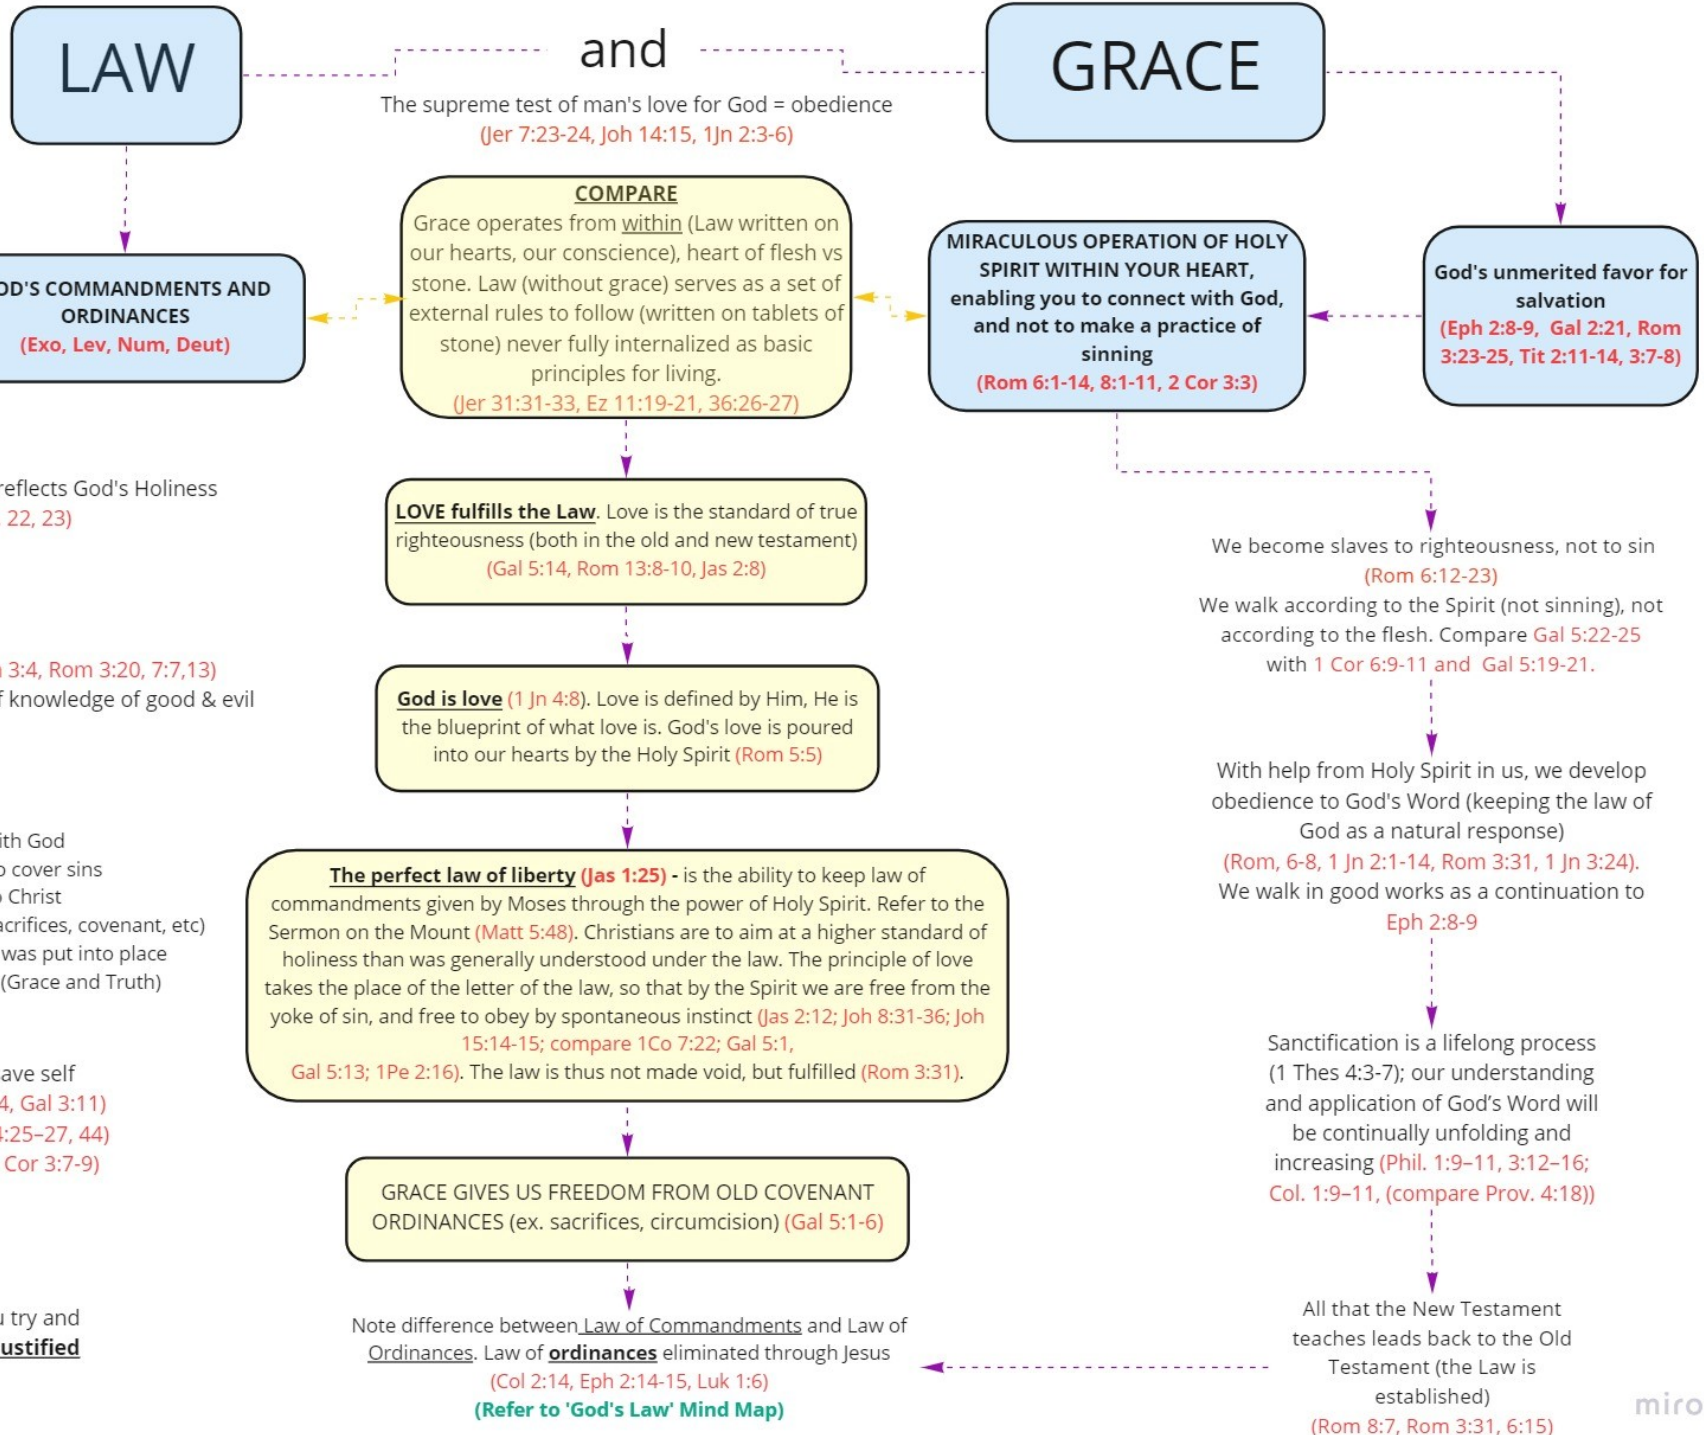 LAW
and
GRACE
The supreme test of man's love for God = obedience
(Jer 7:23-24, Joh 14:15, 1Jn 2:3-6)
COMPARE
Grace operates from within (Law written on
our hearts, our conscience), heart of flesh vs
stone. Law (without grace) serves as a set of
external rules to follow (written on tablets of
stone) never fully internalized as basic
principles for living.
(Jer 31:31-33, Ez 11:19-21, 36:26-27)
OD'S COMMANDMENTS AND
ORDINANCES
(Exo, Lev, Num, Deut)
MIRACULOUS OPERATION OF HOLY
SPIRIT WITHIN YOUR HEART,
enabling you to connect with God,
and not to make a practice of
sinning
(Rom 6:1-14, 8:1-11, 2 Cor 3:3)
God's unmerited favor for
salvation
(Eph 2:8-9, Gal 2:21, Rom
3:23-25, Tit 2:11-14, 3:7-8)
reflects God's Holiness
22, 23)
3:4, Rom 3:20, 7:7,13)
knowledge of good & evil
ith God
o cover sins
Christ
acrifices, covenant, etc)
was put into place
(Grace and Truth)
ave self
4, Gal 3:11)
4:25–27, 44)
Cor 3:7-9)
u try and
ustified
LOVE fulfills the Law. Love is the standard of true
righteousness (both in the old and new testament)
(Gal 5:14, Rom 13:8-10, Jas 2:8)
God is love (1 Jn 4:8). Love is defined by Him, He is
the blueprint of what love is. God's love is poured
into our hearts by the Holy Spirit (Rom 5:5)
The perfect law of liberty (Jas 1:25) - is the ability to keep law of
commandments given by Moses through the power of Holy Spirit. Refer to the
Sermon on the Mount (Matt 5:48). Christians are to aim at a higher standard of
holiness than was generally understood under the law. The principle of love
takes the place of the letter of the law, so that by the Spirit we are free from the
yoke of sin, and free to obey by spontaneous instinct (Jas 2:12; Joh 8:31-36; Joh
15:14-15; compare 1Co 7:22; Gal 5:1,
Gal 5:13; 1Pe 2:16). The law is thus not made void, but fulfilled (Rom 3:31).
GRACE GIVES US FREEDOM FROM OLD COVENANT
ORDINANCES (ex. sacrifices, circumcision) (Gal 5:1-6)
Note difference between Law of Commandments and Law of
Ordinances. Law of ordinances eliminated through Jesus
(Col 2:14, Eph 2:14-15, Luk 1:6)
(Refer to 'God's Law' Mind Map)
We become slaves to righteousness, not to sin
(Rom 6:12-23)
We walk according to the Spirit (not sinning), not
according to the flesh. Compare Gal 5:22-25
with 1 Cor 6:9-11 and Gal 5:19-21.
With help from Holy Spirit in us, we develop
obedience to God's Word (keeping the law of
God as a natural response)
(Rom, 6-8, 1 Jn 2:1-14, Rom 3:31, 1 Jn 3:24).
We walk in good works as a continuation to
Eph 2:8-9
Sanctification is a lifelong process
(1 Thes 4:3-7); our understanding
and application of God’s Word will
be continually unfolding and
increasing (Phil. 1:9–11, 3:12–16;
Col. 1:9–11, (compare Prov. 4:18))
All that the New Testament
teaches leads back to the Old
Testament (the Law is
established)
(Rom 8:7, Rom 3:31, 6:15)
miro